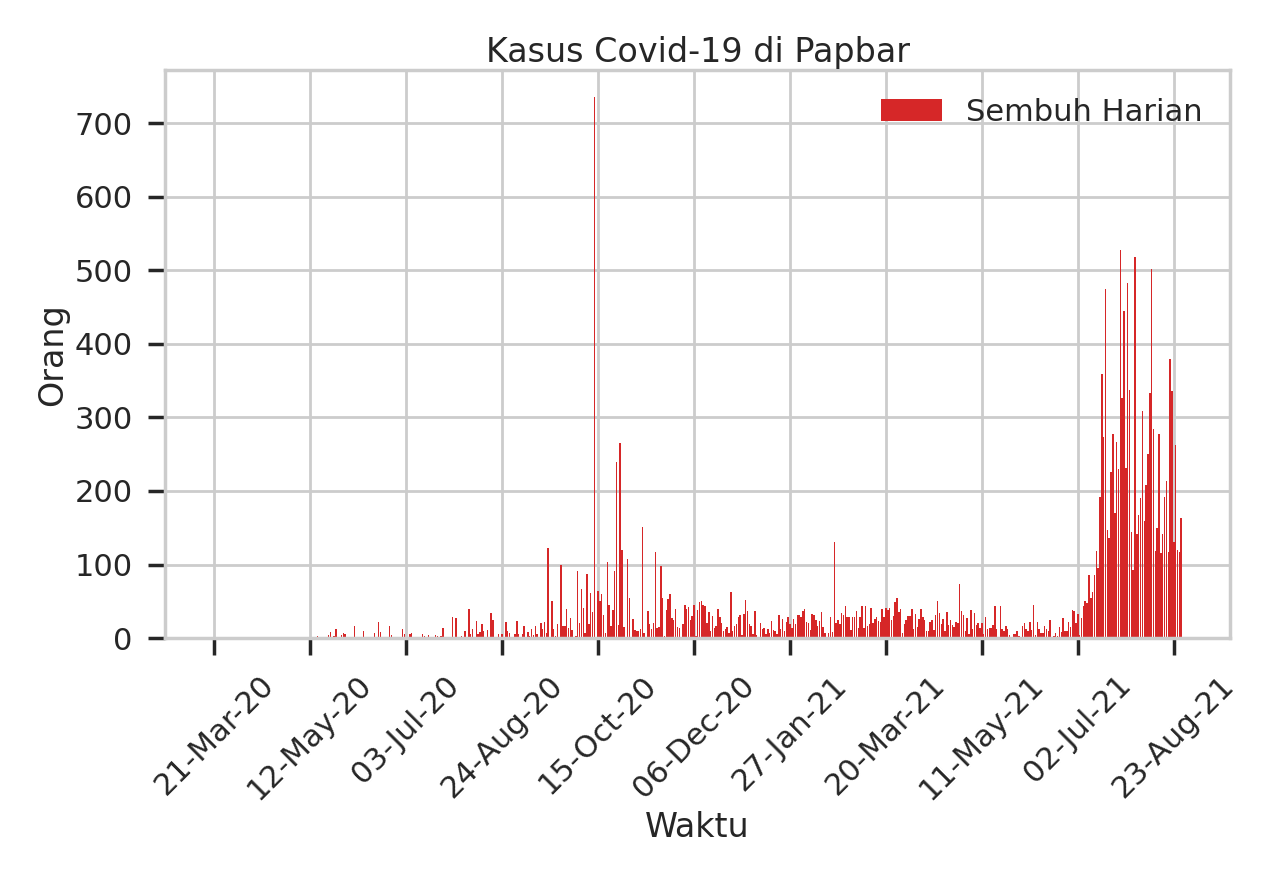 Kasus Covid-19 di Papbar
Sembuh Harian
Orang
700
600
500
400
300
200
100
0
21-Mar-20
12-May-20
03-Jul-20
24-Aug-20
15-Oct-20
06-Dec-20
27-Jan-21
20-Mar-21
11-May-21
02-Jul-21
23-Aug-21
Waktu